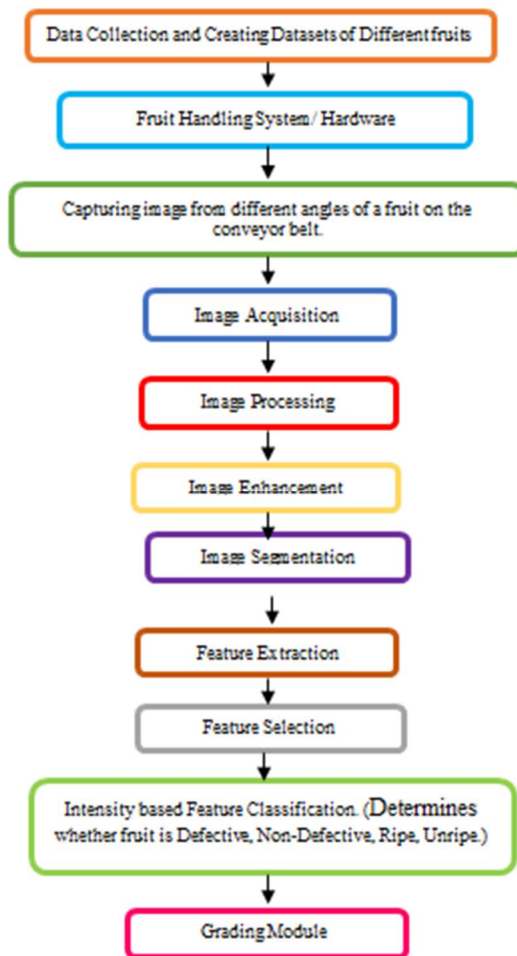 Data Collection and Creating Datasets of Different fruits
Fruit Handling System/ Hardware
Capturing image from different angles of a fruit on the
conveyor belt.
Image Acquisition
Image Processing
Image Enhancement
Image Segmentation
Feature Extraction
Feature Selection
Intensity based Feature Classification. (Determines
whether fruit is Defective, Non-Defective, Ripe, Unripe.)
Grading Module